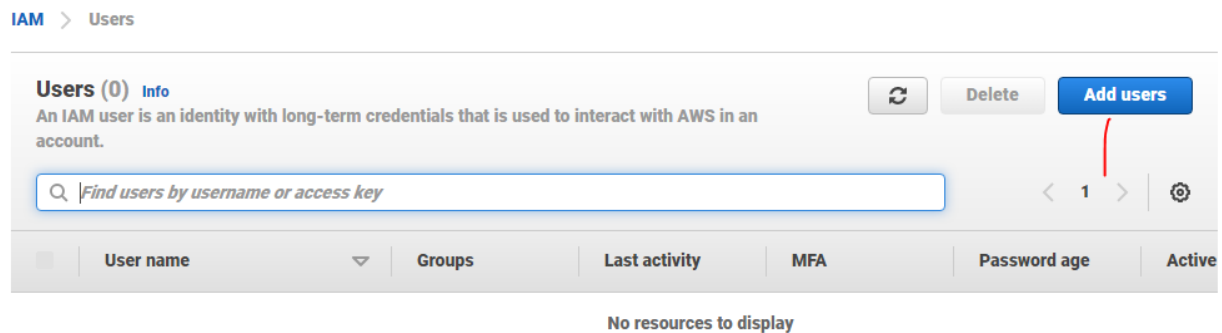 IAM > Users
Users (0) Info
Delete
Add users
An IAM user is an identity with long-term credentials that is used to interact with AWS in an
account.
Find users by username or access key
< 1 >
User name
Groups
Last activity
MFA
Password age
Active
No resources to display